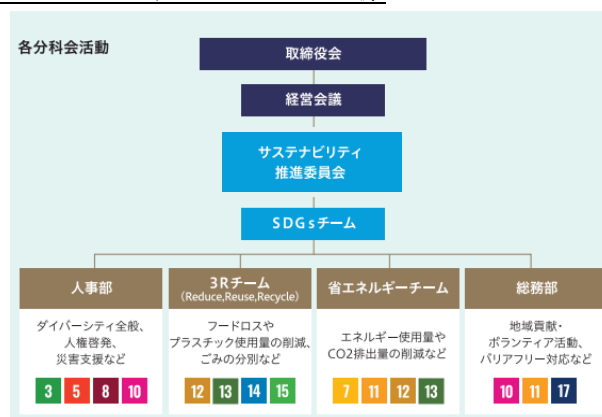 各分科会活動
取締役会
経営会議
サステナビリティ
推進委員会
SDGsチーム
人事部
ダイバーシティ全般、
人権啓発、
災害支援など
3 5 8 10
3Rチーム
(Reduce,Reuse,Recycle)
フードロスや
プラスチック使用量の削減、
ごみの分別など
12 13 14 15
省エネルギーチーム
エネルギー使用量や
CO2排出量の削減など
7 11 12 13
総務部
地域貢献・
ボランティア活動、
バリアフリー対応など
10 11 17